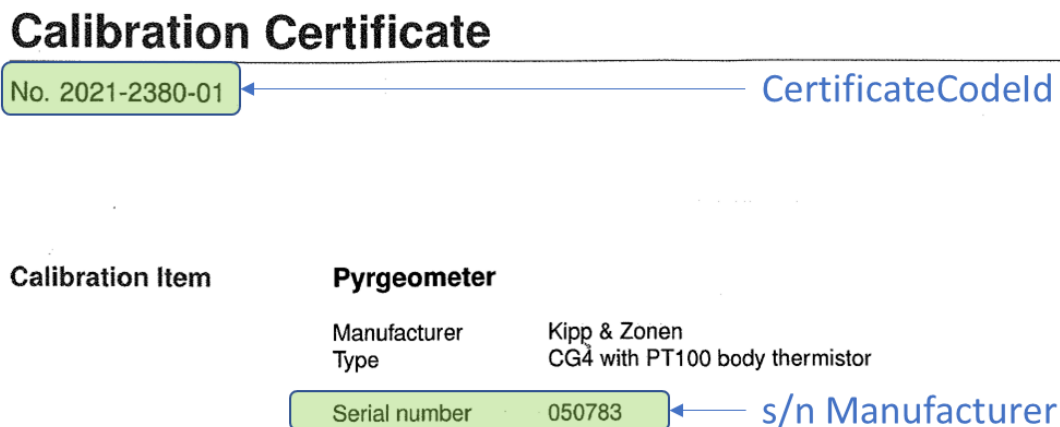 Calibration Certificate
No. 2021-2380-01
CertificateCodeId
Calibration Item
Pyrgeometer
Manufacturer
Kipp & Zonen
Type
CG4 with PT100 body thermistor
Serial number
050783
s/n Manufacturer